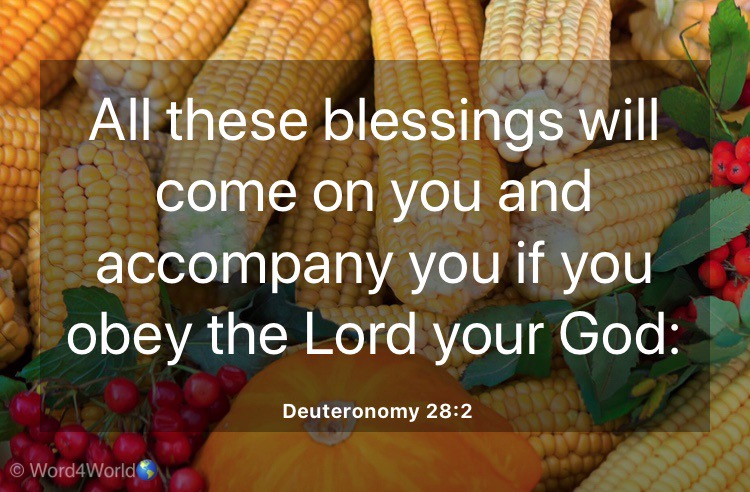 All these blessings will
come on you and
accompany you if you
obey the Lord your God:
Deuteronomy 28:2
© Word4World🌎